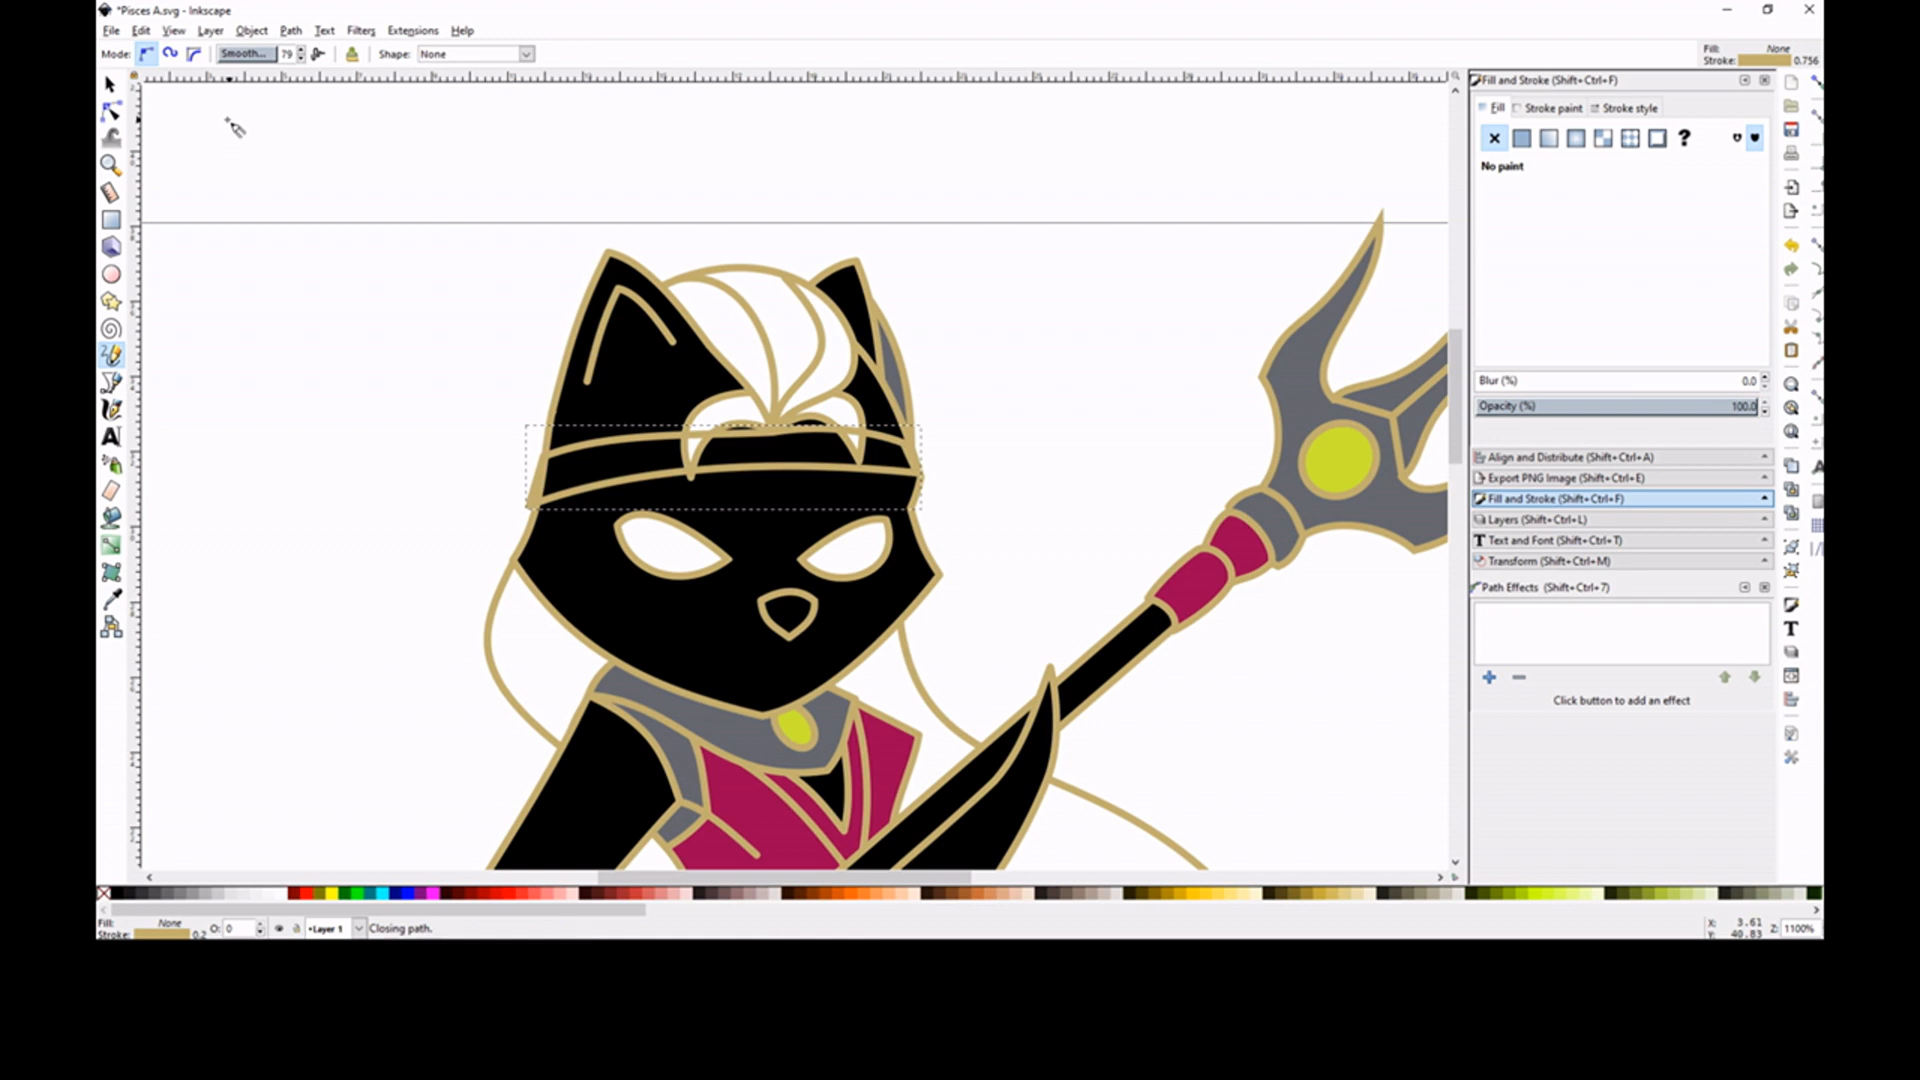 *Pisces A.svg - Inkscape
File Edit View Layer Object Path Text Filters Extensions Help
Mode: Smooth... 79 Shape: None
Fill: None
Stroke: 0.756
Fill and Stroke (Shift+Ctrl+F)
Fill Stroke paint Stroke style
?
No paint
Blur (%) 0.0
Opacity (%) 100.0
Align and Distribute (Shift+Ctrl+A)
Export PNG Image (Shift+Ctrl+E)
Fill and Stroke (Shift+Ctrl+F)
Layers (Shift+Ctrl+L)
Text and Font (Shift+Ctrl+T)
Transform (Shift+Ctrl+M)
Path Effects (Shift+Ctrl+7)
Click button to add an effect
Fill: None
Stroke: 0.2 O: 0 •Layer 1 Closing path.
X: 3.61
Y: 40.83
Z: 1100%